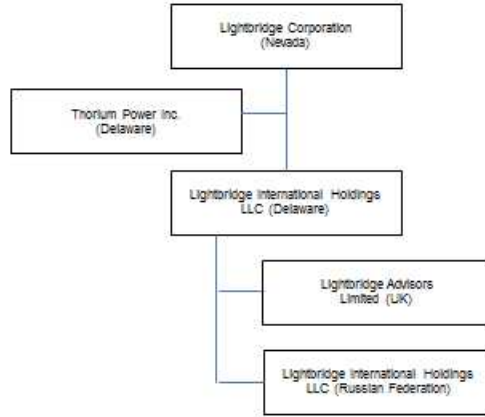 Lightbridge Corporation
(Nevada)
Thorium Power Inc.
(Delaware)
Lightbridge International Holdings
LLC (Delaware)
Lightbridge Advisors
Limited (UK)
Lightbridge International Holdings
LLC (Russian Federation)